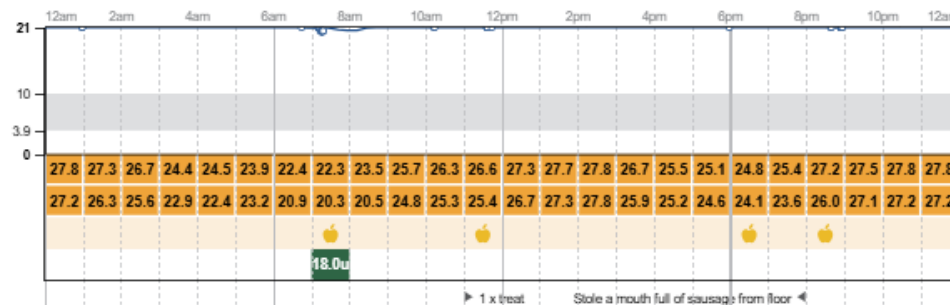 12am 2am 4am 6am 8am 10am 12pm 2pm 4pm 6pm 8pm 10pm 12am
21
10
3.9
0
27.8 27.3 26.7 24.4 24.5 23.9 22.4 22.3 23.5 25.7 26.3 26.6 27.3 27.7 27.8 26.7 25.5 25.1 24.8 25.4 27.2 27.5 27.8 27.8
27.2 26.3 25.6 22.9 22.4 23.2 20.9 20.3 20.5 24.8 25.3 25.4 26.7 27.3 27.8 25.9 25.2 24.6 24.1 23.6 26.0 27.1 27.2 27.2
18.0u
1 x treat Stole a mouth full of sausage from floor